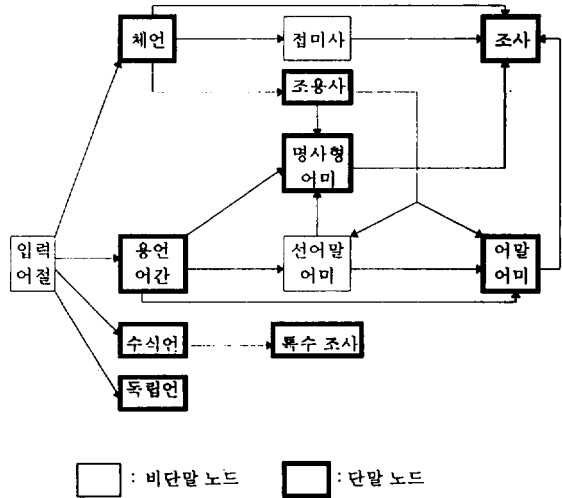 체언
접미사
조사
조용사
명사형
어미
입력
어절
용언
어간
선어말
어미
어말
어미
수식언
특수 조사
독립언
: 비단말 노드
: 단말 노드